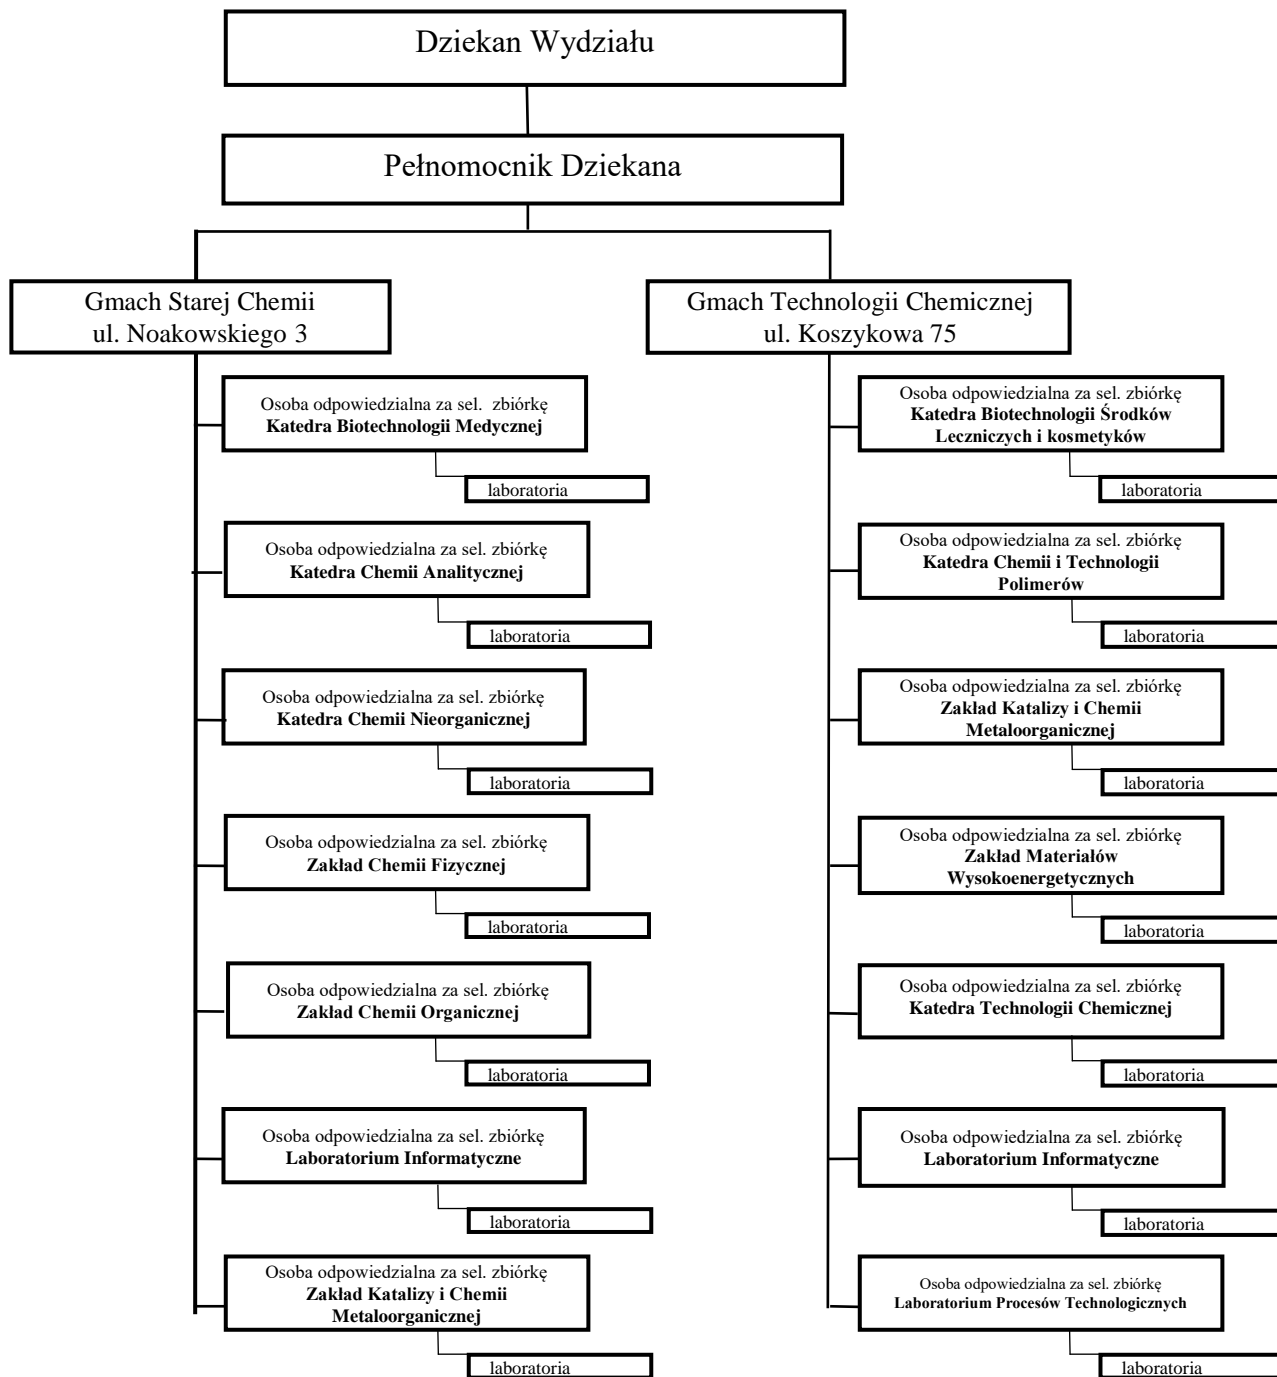 Dziekan Wydziału
Pełnomocnik Dziekana
Gmach Starej Chemii
ul. Noakowskiego 3
Osoba odpowiedzialna za sel. zbiórkę
Katedra Biotechnologii Medycznej
laboratoria
Osoba odpowiedzialna za sel. zbiórkę
Katedra Chemii Analitycznej
laboratoria
Osoba odpowiedzialna za sel. zbiórkę
Katedra Chemii Nieorganicznej
laboratoria
Osoba odpowiedzialna za sel. zbiórkę
Zakład Chemii Fizycznej
laboratoria
Osoba odpowiedzialna za sel. zbiórkę
Zakład Chemii Organicznej
laboratoria
Osoba odpowiedzialna za sel. zbiórkę
Laboratorium Informatyczne
laboratoria
Osoba odpowiedzialna za sel. zbiórkę
Zakład Katalizy i Chemii
Metaloorganicznej
laboratoria
Gmach Technologii Chemicznej
ul. Koszykowa 75
Osoba odpowiedzialna za sel. zbiórkę
Katedra Biotechnologii Środków
Leczniczych i kosmetyków
laboratoria
Osoba odpowiedzialna za sel. zbiórkę
Katedra Chemii i Technologii
Polimerów
laboratoria
Osoba odpowiedzialna za sel. zbiórkę
Zakład Katalizy i Chemii
Metaloorganicznej
laboratoria
Osoba odpowiedzialna za sel. zbiórkę
Zakład Materiałów
Wysokoenergetycznych
laboratoria
Osoba odpowiedzialna za sel. zbiórkę
Katedra Technologii Chemicznej
laboratoria
Osoba odpowiedzialna za sel. zbiórkę
Laboratorium Informatyczne
laboratoria
Osoba odpowiedzialna za sel. zbiórkę
Laboratorium Procesów Technologicznych
laboratoria